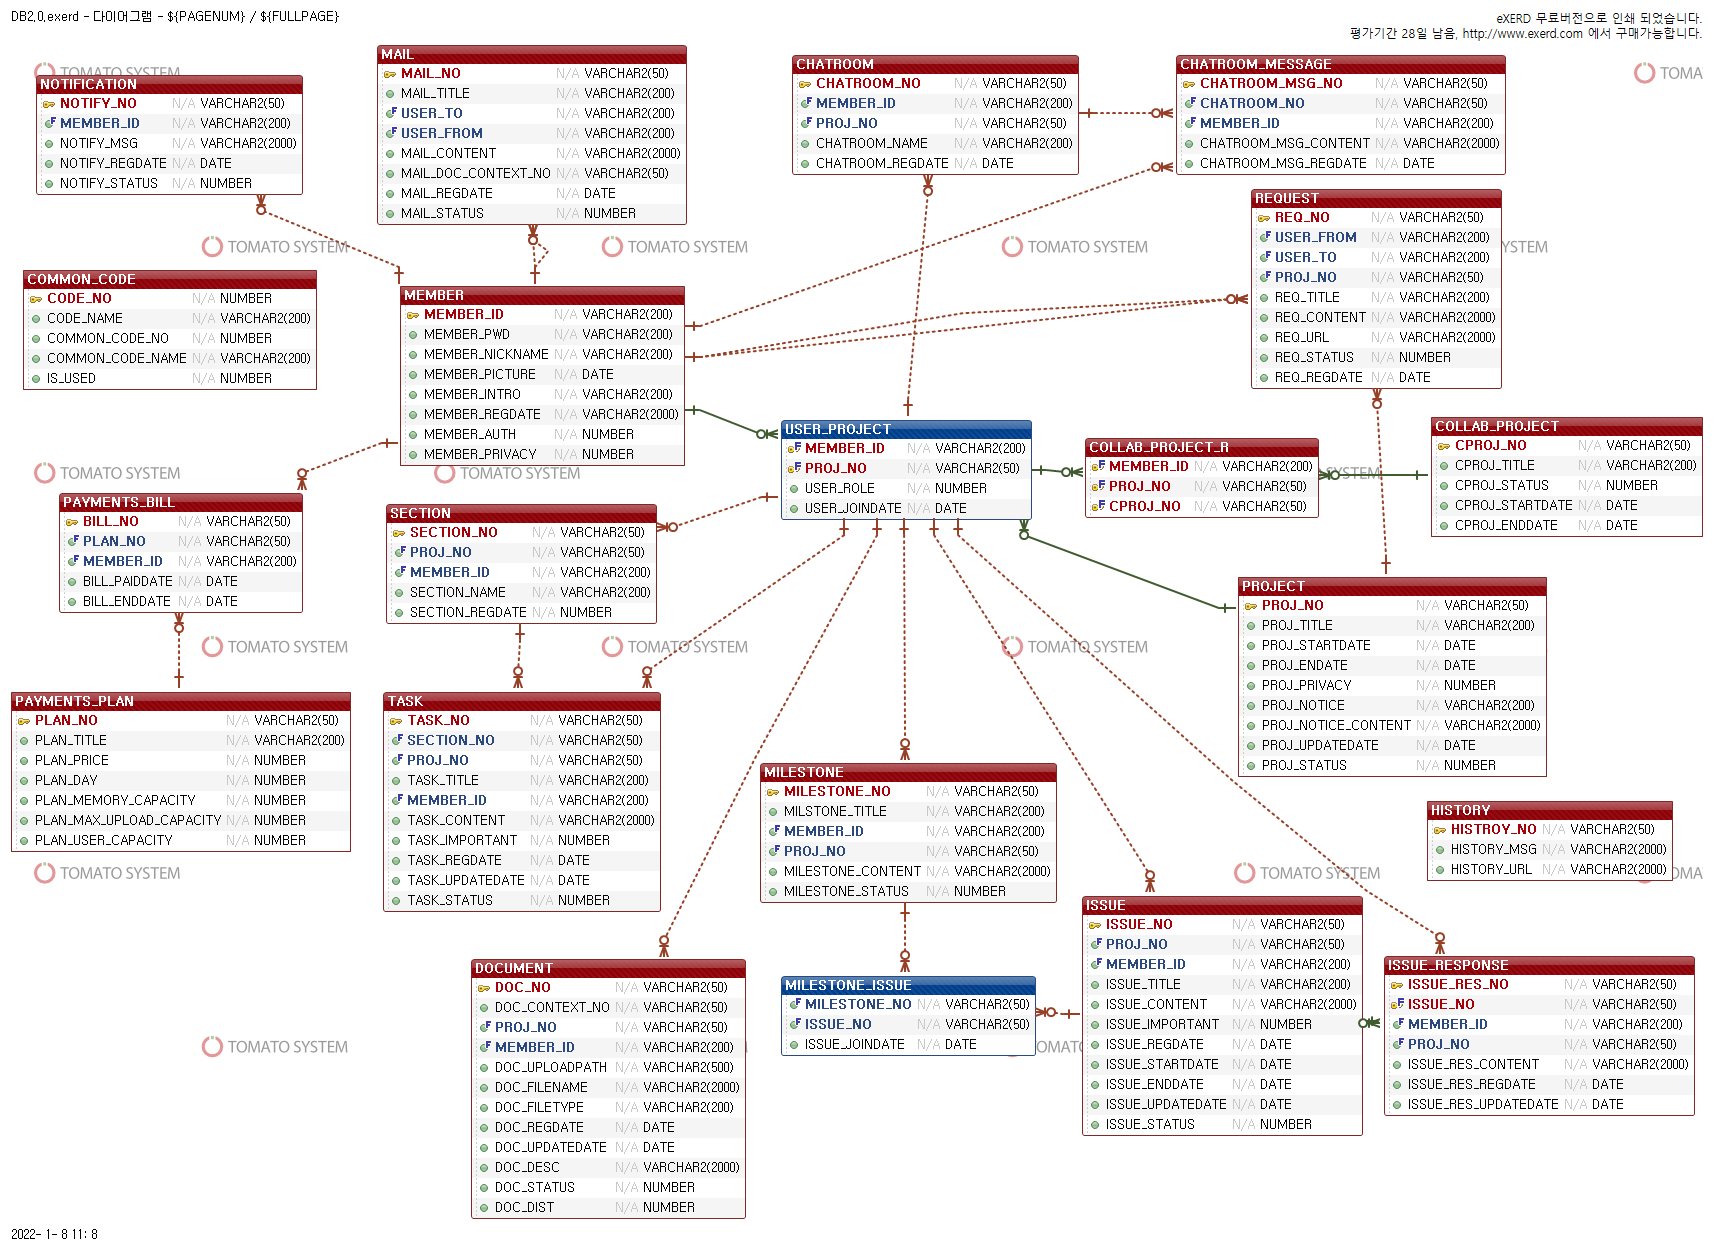 DB2.0.exerd - 다이어그램 - ${PAGENUM} / ${FULLPAGE}
eXERD 무료버전으로 인쇄 되었습니다.
평가기간 28일 남음, http://www.exerd.com 에서 구매가능합니다.
TOMATO SYSTEM
TOMA
NOTIFICATION
NOTIFY_NO N/A VARCHAR2(50)
MEMBER_ID N/A VARCHAR2(200)
NOTIFY_MSG N/A VARCHAR2(2000)
NOTIFY_REGDATE N/A DATE
NOTIFY_STATUS N/A NUMBER
MAIL
MAIL_NO N/A VARCHAR2(50)
MAIL_TITLE N/A VARCHAR2(200)
USER_TO N/A VARCHAR2(200)
USER_FROM N/A VARCHAR2(200)
MAIL_CONTENT N/A VARCHAR2(2000)
MAIL_DOC_CONTEXT_NO N/A VARCHAR2(50)
MAIL_REGDATE N/A DATE
MAIL_STATUS N/A NUMBER
CHATROOM
CHATROOM_NO N/A VARCHAR2(50)
MEMBER_ID N/A VARCHAR2(200)
PROJ_NO N/A VARCHAR2(50)
CHATROOM_NAME N/A VARCHAR2(200)
CHATROOM_REGDATE N/A DATE
CHATROOM_MESSAGE
CHATROOM_MSG_NO N/A VARCHAR2(50)
CHATROOM_NO N/A VARCHAR2(50)
MEMBER_ID N/A VARCHAR2(200)
CHATROOM_MSG_CONTENT N/A VARCHAR2(2000)
CHATROOM_MSG_REGDATE N/A DATE
REQUEST
REQ_NO N/A VARCHAR2(50)
USER_FROM N/A VARCHAR2(200)
USER_TO N/A VARCHAR2(200)
PROJ_NO N/A VARCHAR2(50)
REQ_TITLE N/A VARCHAR2(200)
REQ_CONTENT N/A VARCHAR2(2000)
REQ_URL N/A VARCHAR2(2000)
REQ_STATUS N/A NUMBER
REQ_REGDATE N/A DATE
TOMATO SYSTEM
TOMATO SYSTEM
TOMATO SYSTEM
YSTEM
COMMON_CODE
CODE_NO N/A NUMBER
CODE_NAME N/A VARCHAR2(200)
COMMON_CODE_NO N/A NUMBER
COMMON_CODE_NAME N/A VARCHAR2(200)
IS_USED N/A NUMBER
MEMBER
MEMBER_ID N/A VARCHAR2(200)
MEMBER_PWD N/A VARCHAR2(200)
MEMBER_NICKNAME N/A VARCHAR2(200)
MEMBER_PICTURE N/A DATE
MEMBER_INTRO N/A VARCHAR2(200)
MEMBER_REGDATE N/A VARCHAR2(2000)
MEMBER_AUTH N/A NUMBER
MEMBER_PRIVACY N/A NUMBER
USER_PROJECT
MEMBER_ID N/A VARCHAR2(200)
PROJ_NO N/A VARCHAR2(50)
USER_ROLE N/A NUMBER
USER_JOINDATE N/A DATE
COLLAB_PROJECT_R
MEMBER_ID N/A VARCHAR2(200)
PROJ_NO N/A VARCHAR2(50)
CPROJ_NO N/A VARCHAR2(50)
COLLAB_PROJECT
CPROJ_NO N/A VARCHAR2(50)
CPROJ_TITLE N/A VARCHAR2(200)
CPROJ_STATUS N/A NUMBER
CPROJ_STARTDATE N/A DATE
CPROJ_ENDDATE N/A DATE
TOMATO SYSTEM
TOMATO SYSTEM
SYSTEM
PAYMENTS_BILL
BILL_NO N/A VARCHAR2(50)
PLAN_NO N/A VARCHAR2(50)
MEMBER_ID N/A VARCHAR2(200)
BILL_PAIDDATE N/A DATE
BILL_ENDDATE N/A DATE
SECTION
SECTION_NO N/A VARCHAR2(50)
PROJ_NO N/A VARCHAR2(50)
MEMBER_ID N/A VARCHAR2(200)
SECTION_NAME N/A VARCHAR2(200)
SECTION_REGDATE N/A NUMBER
PROJECT
PROJ_NO N/A VARCHAR2(50)
PROJ_TITLE N/A VARCHAR2(200)
PROJ_STARTDATE N/A DATE
PROJ_ENDATE N/A DATE
PROJ_PRIVACY N/A NUMBER
PROJ_NOTICE N/A VARCHAR2(200)
PROJ_NOTICE_CONTENT N/A VARCHAR2(2000)
PROJ_UPDATEDATE N/A DATE
PROJ_STATUS N/A NUMBER
TOMATO SYSTEM
TOMATO SYSTEM
TOMATO SYSTEM
PAYMENTS_PLAN
PLAN_NO N/A VARCHAR2(50)
PLAN_TITLE N/A VARCHAR2(200)
PLAN_PRICE N/A NUMBER
PLAN_DAY N/A NUMBER
PLAN_MEMORY_CAPACITY N/A NUMBER
PLAN_MAX_UPLOAD_CAPACITY N/A NUMBER
PLAN_USER_CAPACITY N/A NUMBER
TASK
TASK_NO N/A VARCHAR2(50)
SECTION_NO N/A VARCHAR2(50)
PROJ_NO N/A VARCHAR2(50)
TASK_TITLE N/A VARCHAR2(200)
MEMBER_ID N/A VARCHAR2(200)
TASK_CONTENT N/A VARCHAR2(2000)
TASK_IMPORTANT N/A NUMBER
TASK_REGDATE N/A DATE
TASK_UPDATEDATE N/A DATE
TASK_STATUS N/A NUMBER
MILESTONE
MILESTONE_NO N/A VARCHAR2(50)
MILSTONE_TITLE N/A VARCHAR2(200)
MEMBER_ID N/A VARCHAR2(200)
PROJ_NO N/A VARCHAR2(50)
MILESTONE_CONTENT N/A VARCHAR2(2000)
MILESTONE_STATUS N/A NUMBER
HISTORY
HISTROY_NO N/A VARCHAR2(50)
HISTORY_MSG N/A VARCHAR2(2000)
HISTORY_URL N/A VARCHAR2(2000)
TOMATO SYSTEM
TOMATO SYSTEM
OMA
DOCUMENT
DOC_NO N/A VARCHAR2(50)
DOC_CONTEXT_NO N/A VARCHAR2(50)
PROJ_NO N/A VARCHAR2(50)
MEMBER_ID N/A VARCHAR2(200)
DOC_UPLOADPATH N/A VARCHAR2(500)
DOC_FILENAME N/A VARCHAR2(2000)
DOC_FILETYPE N/A VARCHAR2(200)
DOC_REGDATE N/A DATE
DOC_UPDATEDATE N/A DATE
DOC_DESC N/A VARCHAR2(2000)
DOC_STATUS N/A NUMBER
DOC_DIST N/A NUMBER
MILESTONE_ISSUE
MILESTONE_NO N/A VARCHAR2(50)
ISSUE_NO N/A VARCHAR2(50)
ISSUE_JOINDATE N/A DATE
ISSUE
ISSUE_NO N/A VARCHAR2(50)
PROJ_NO N/A VARCHAR2(50)
MEMBER_ID N/A VARCHAR2(200)
ISSUE_TITLE N/A VARCHAR2(200)
ISSUE_CONTENT N/A VARCHAR2(2000)
ISSUE_IMPORTANT N/A NUMBER
ISSUE_REGDATE N/A DATE
ISSUE_STARTDATE N/A DATE
ISSUE_ENDDATE N/A DATE
ISSUE_UPDATEDATE N/A DATE
ISSUE_STATUS N/A NUMBER
ISSUE_RESPONSE
ISSUE_RES_NO N/A VARCHAR2(50)
ISSUE_NO N/A VARCHAR2(50)
MEMBER_ID N/A VARCHAR2(200)
PROJ_NO N/A VARCHAR2(50)
ISSUE_RES_CONTENT N/A VARCHAR2(2000)
ISSUE_RES_REGDATE N/A DATE
ISSUE_RES_UPDATEDATE N/A DATE
TOMATO SYSTEM
OMATO
2022- 1- 8 11: 8